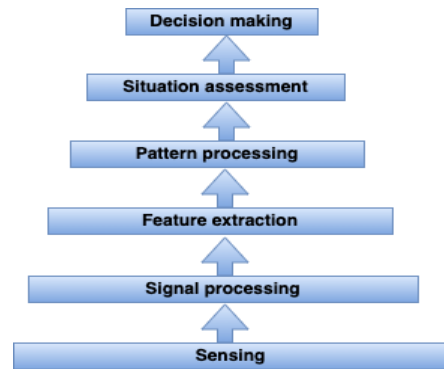 Decision making
Situation assessment
Pattern processing
Feature extraction
Signal processing
Sensing